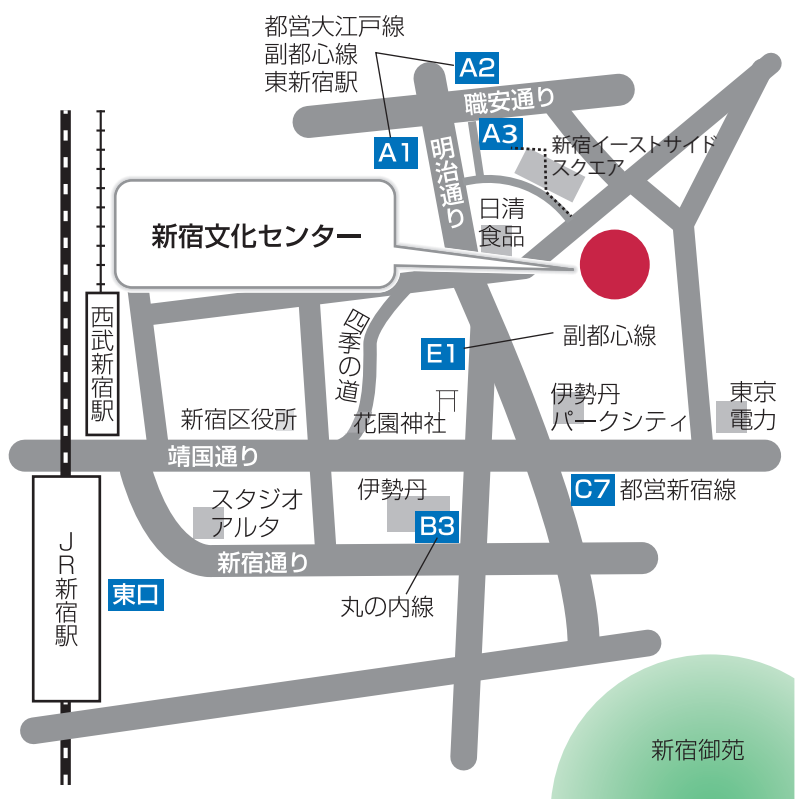 都営大江戸線
副都心線
東新宿駅
A2
職安通り
A1
A3
明治通り
新宿イーストサイド
スクエア
日清
食品
新宿文化センター
西武新宿駅
四季の道
E1
副都心線
新宿区役所
花園神社
伊勢丹
パークシティ
東京
電力
靖国通り
スタジオ
アルタ
伊勢丹
B3
C7
都営新宿線
新宿通り
JR新宿駅
東口
丸の内線
新宿御苑